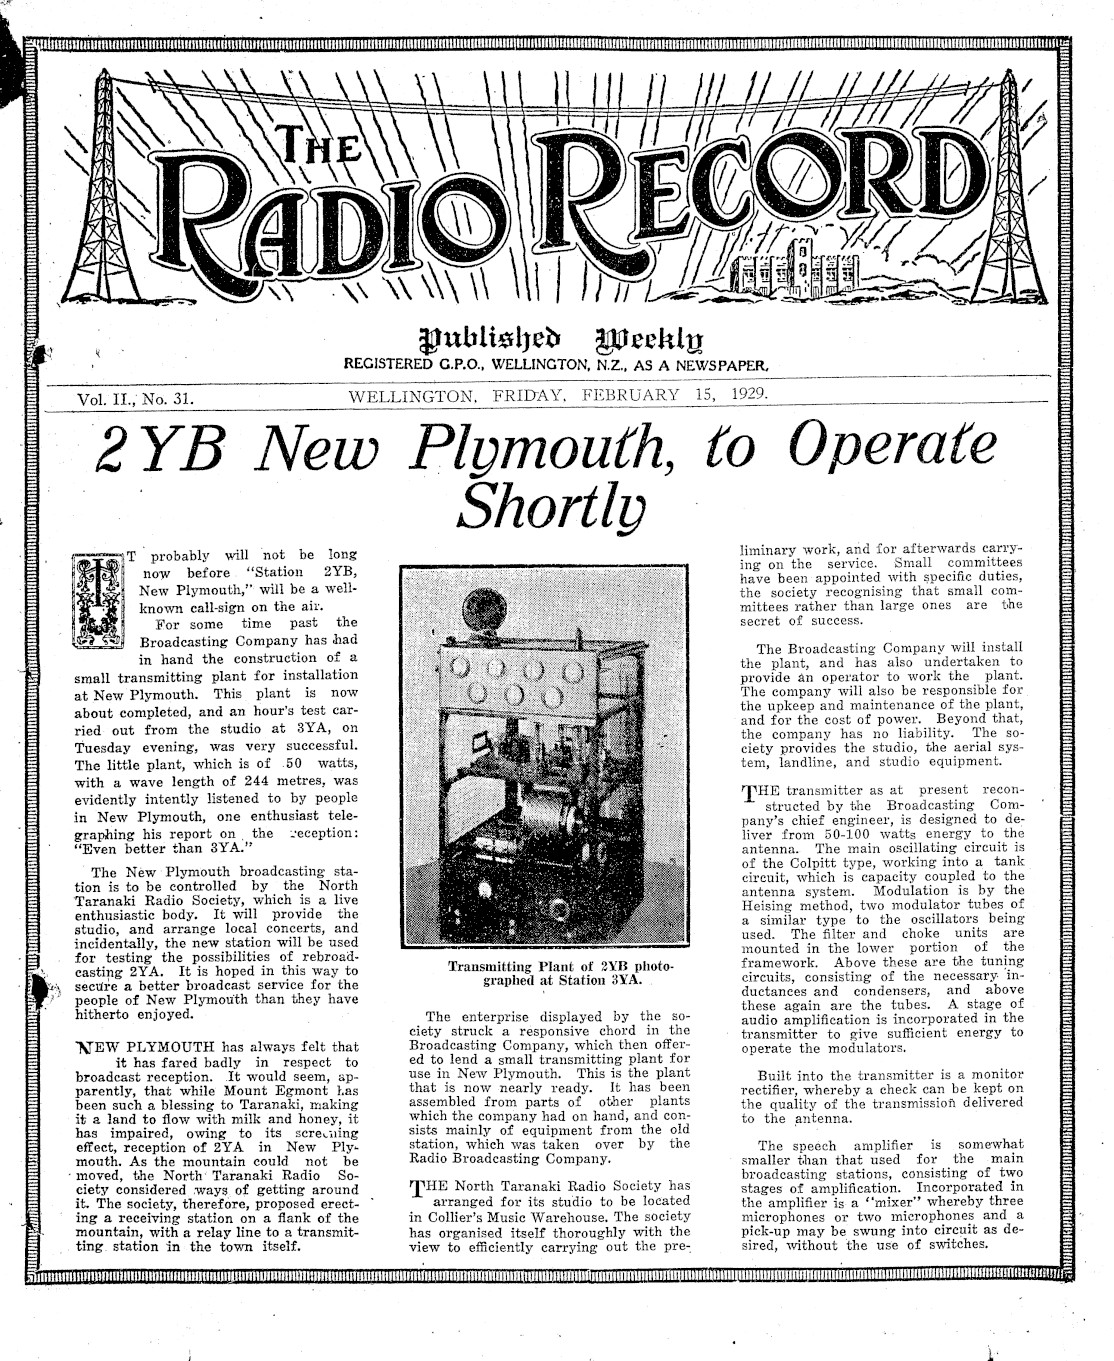 THE
RADIO RECORD
Published Weekly
REGISTERED G.P.O., WELLINGTON, N.Z., AS A NEWSPAPER.
Vol. II., No. 31.
WELLINGTON, FRIDAY, FEBRUARY 15, 1929.
2YB New Plymouth, to Operate
Shortly
IT probably will not be long
now before "Station 2YB,
New Plymouth," will be a well-
known call-sign on the air.
For some time past the
Broadcasting Company has had
in hand the construction of a
small transmitting plant for installation
at New Plymouth. This plant is now
about completed, and an hour's test car-
ried out from the studio at 3YA, on
Tuesday evening, was very successful.
The little plant, which is of 50 watts,
with a wave length of 244 metres, was
evidently intently listened to by people
in New Plymouth, one enthusiast tele-
graphing his report on the reception:
"Even better than 3YA."
The New Plymouth broadcasting sta-
tion is to be controlled by the North
Taranaki Radio Society, which is a live
enthusiastic body. It will provide the
studio, and arrange local concerts, and
incidentally, the new station will be used
for testing the possibilities of rebroad-
casting 2YA. It is hoped in this way to
secure a better broadcast service for the
people of New Plymouth than they have
hitherto enjoyed.
NEW PLYMOUTH has always felt that
it has fared badly in respect to
broadcast reception. It would seem, ap-
parently, that while Mount Egmont has
been such a blessing to Taranaki, making
it a land to flow with milk and honey, it
has impaired, owing to its screening
effect, reception of 2YA in New Ply-
mouth. As the mountain could not be
moved, the North Taranaki Radio So-
ciety considered ways of getting around
it. The society, therefore, proposed erect-
ing a receiving station on a flank of the
mountain, with a relay line to a transmit-
ting station in the town itself.
Transmitting Plant of 2YB photo-
graphed at Station 3YA.
The enterprise displayed by the so-
ciety struck a responsive chord in the
Broadcasting Company, which then offer-
ed to lend a small transmitting plant for
use in New Plymouth. This is the plant
that is now nearly ready. It has been
assembled from parts of other plants
which the company had on hand, and con-
sists mainly of equipment from the old
station, which was taken over by the
Radio Broadcasting Company.
THE North Taranaki Radio Society has
arranged for its studio to be located
in Collier's Music Warehouse. The society
has organised itself thoroughly with the
view to efficiently carrying out the pre-
liminary work, and for afterwards carry-
ing on the service. Small committees
have been appointed with specific duties,
the society recognising that small com-
mittees rather than large ones are the
secret of success.
The Broadcasting Company will install
the plant, and has also undertaken to
provide an operator to work the plant.
The company will also be responsible for
the upkeep and maintenance of the plant,
and for the cost of power. Beyond that,
the company has no liability. The so-
ciety provides the studio, the aerial sys-
tem, landline, and studio equipment.
THE transmitter as at present recon-
structed by the Broadcasting Com-
pany's chief engineer, is designed to de-
liver from 50-100 watts energy to the
antenna. The main oscillating circuit is
of the Colpitt type, working into a tank
circuit, which is capacity coupled to the
antenna system. Modulation is by the
Heising method, two modulator tubes of
a similar type to the oscillators being
used. The filter and choke units are
mounted in the lower portion of the
framework. Above these are the tuning
circuits, consisting of the necessary in-
ductances and condensers, and above
these again are the tubes. A stage of
audio amplification is incorporated in the
transmitter to give sufficient energy to
operate the modulators.
Built into the transmitter is a monitor
rectifier, whereby a check can be kept on
the quality of the transmission delivered
to the antenna.
The speech amplifier is somewhat
smaller than that used for the main
broadcasting stations, consisting of two
stages of amplification. Incorporated in
the amplifier is a "mixer" whereby three
microphones or two microphones and a
pick-up may be swung into circuit as de-
sired, without the use of switches.